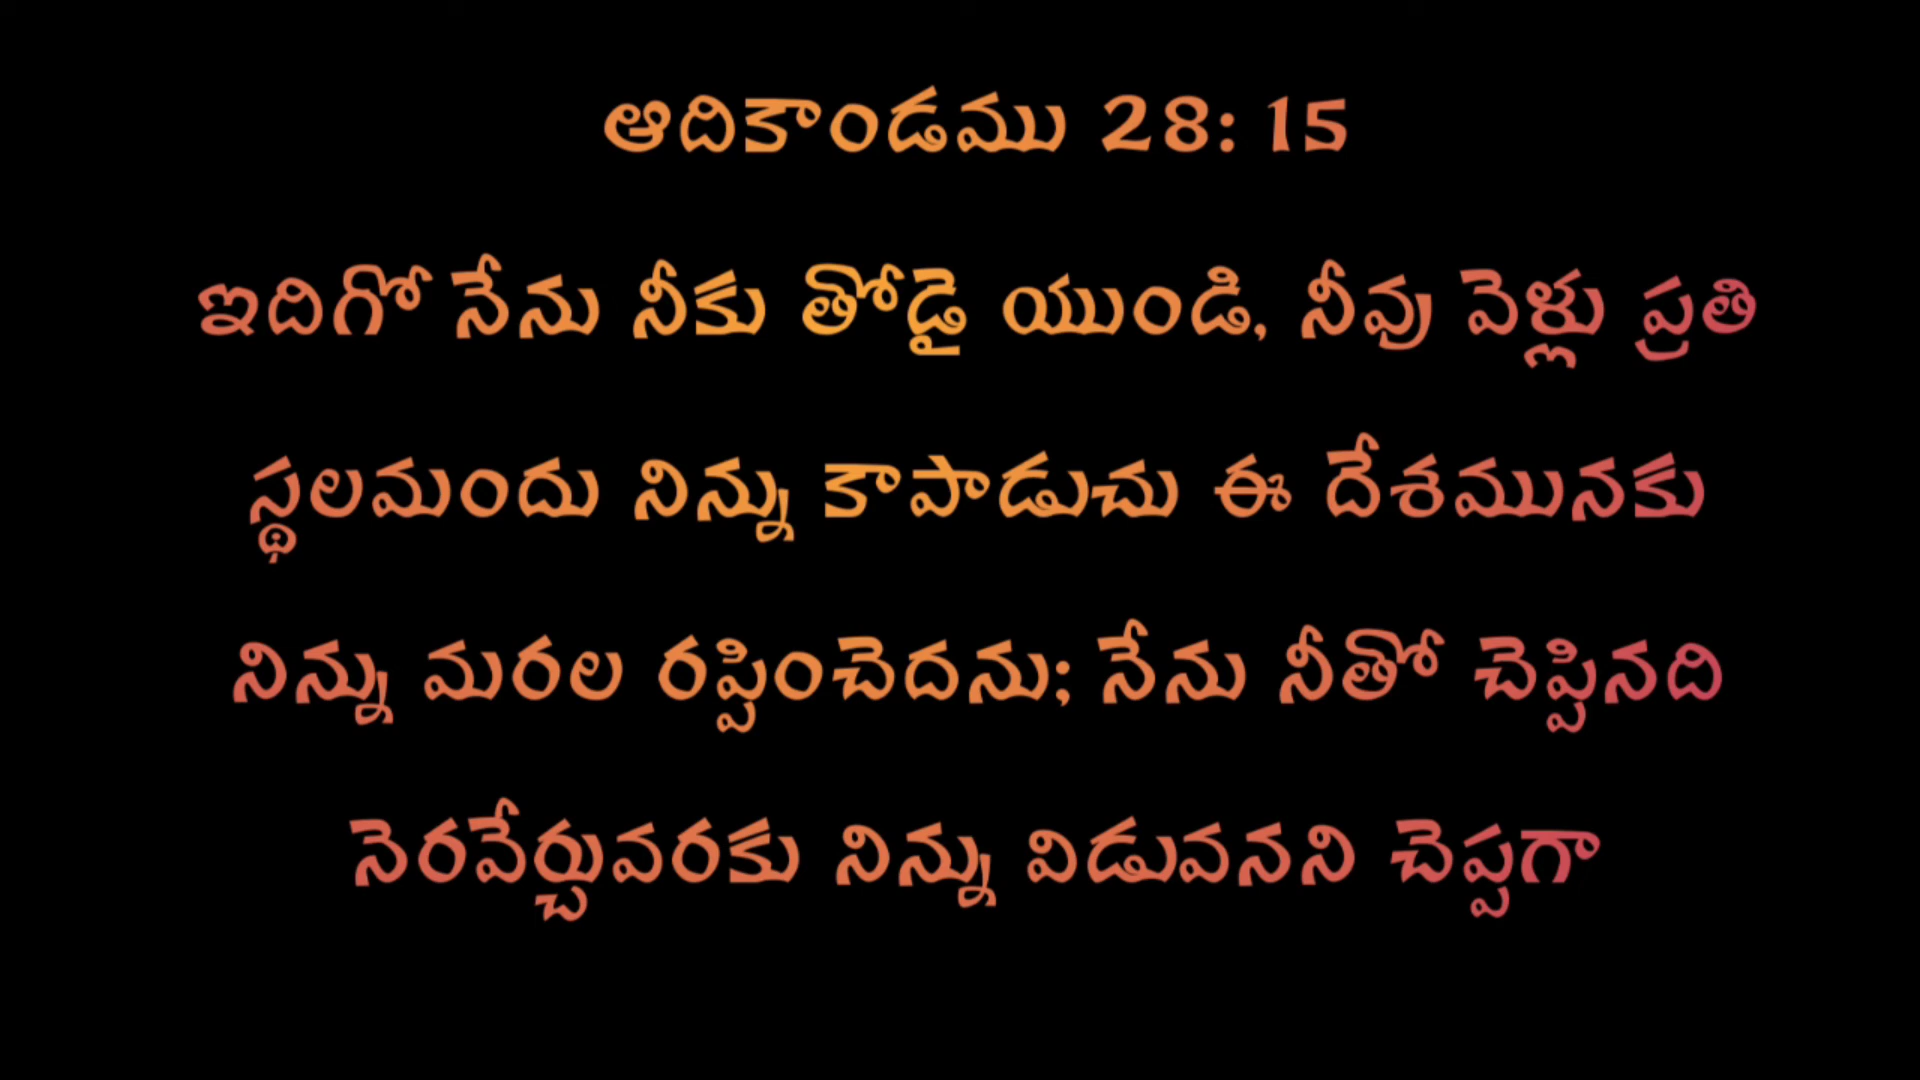 ఆదికాండము 28: 15
ఇదిగో నేను నీకు తోడై యుండి, నీవు వెళ్లు ప్రతి
స్థలమందు నిన్ను కాపాడుచు ఈ దేశమునకు
నిన్ను మరల రప్పించెదను; నేను నీతో చెప్పినది
నెరవేర్చువరకు నిన్ను విడువనని చెప్పగా